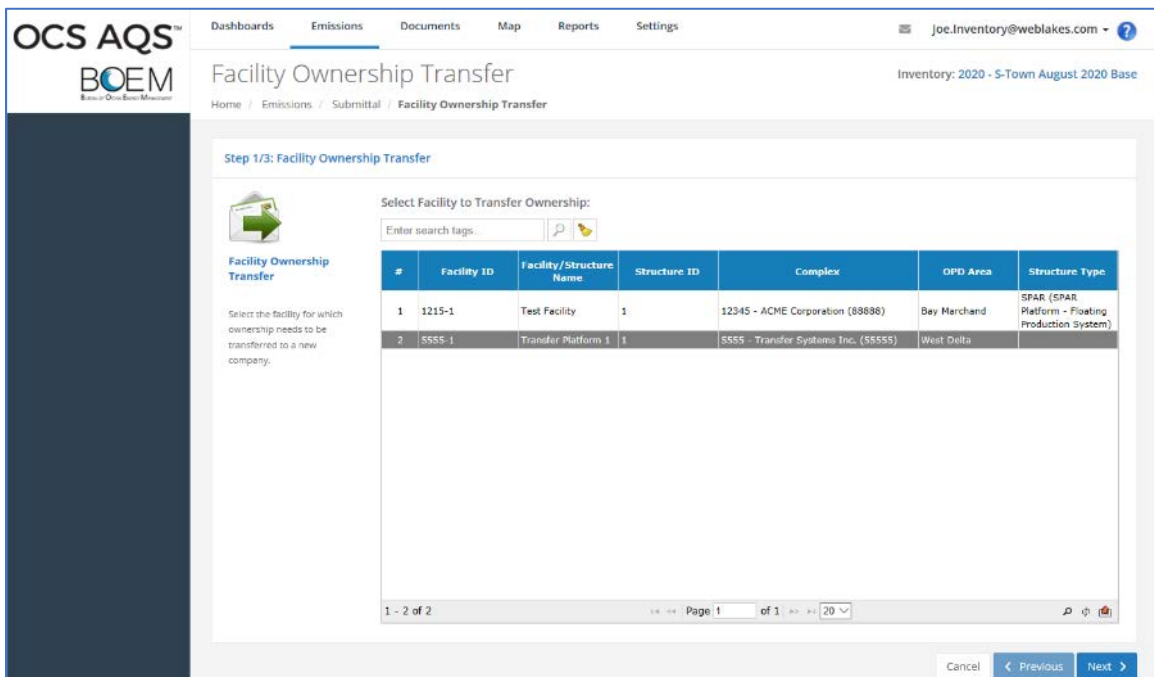 OCS AQS™
BOEM
BUREAU OF OCEAN ENERGY MANAGEMENT
Dashboards Emissions Documents Map Reports Settings
Joe.Inventory@weblakes.com
?
Facility Ownership Transfer
Inventory: 2020 - S-Town August 2020 Base
Home / Emissions / Submittal / Facility Ownership Transfer
Step 1/3: Facility Ownership Transfer
Select Facility to Transfer Ownership:
Enter search tags...
Facility Ownership
Transfer
Select the facility for which
ownership needs to be
transferred to a new
company.
# Facility ID Facility/Structure Name Structure ID Complex OPD Area Structure Type
1 1215-1 Test Facility 1 12345 - ACME Corporation (88888) Bay Marchand SPAR (SPAR Platform - Floating Production System)
2 5555-1 Transfer Platform 1 1 5555 - Transfer Systems Inc. (55555) West Delta
1 - 2 of 2 Page 1 of 1 20
Cancel Previous Next